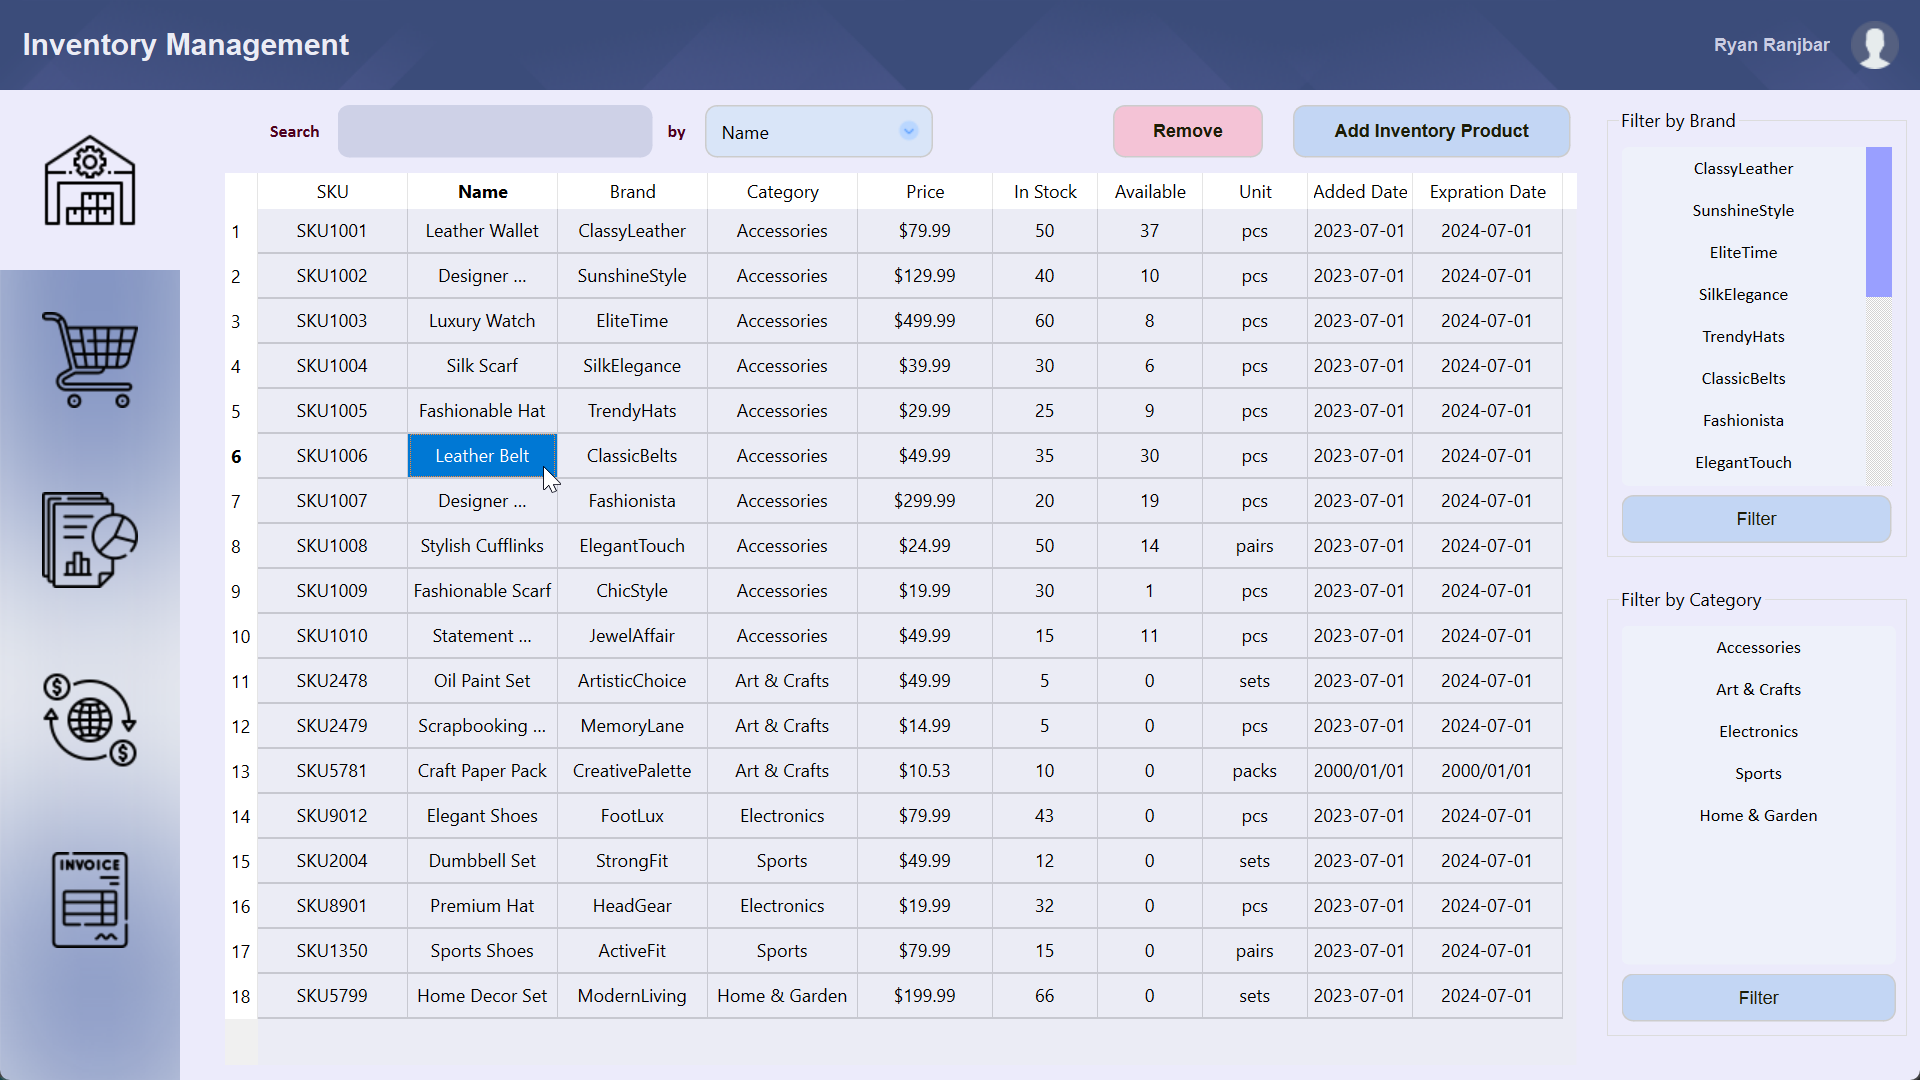 Inventory Management
Ryan Ranjbar
Search
by
Name
Remove
Add Inventory Product
SKU Name Brand Category Price In Stock Available Unit Added Date Expration Date
1 SKU1001 Leather Wallet ClassyLeather Accessories $79.99 50 37 pcs 2023-07-01 2024-07-01
2 SKU1002 Designer ... SunshineStyle Accessories $129.99 40 10 pcs 2023-07-01 2024-07-01
3 SKU1003 Luxury Watch EliteTime Accessories $499.99 60 8 pcs 2023-07-01 2024-07-01
4 SKU1004 Silk Scarf SilkElegance Accessories $39.99 30 6 pcs 2023-07-01 2024-07-01
5 SKU1005 Fashionable Hat TrendyHats Accessories $29.99 25 9 pcs 2023-07-01 2024-07-01
6 SKU1006 Leather Belt ClassicBelts Accessories $49.99 35 30 pcs 2023-07-01 2024-07-01
7 SKU1007 Designer ... Fashionista Accessories $299.99 20 19 pcs 2023-07-01 2024-07-01
8 SKU1008 Stylish Cufflinks ElegantTouch Accessories $24.99 50 14 pairs 2023-07-01 2024-07-01
9 SKU1009 Fashionable Scarf ChicStyle Accessories $19.99 30 1 pcs 2023-07-01 2024-07-01
10 SKU1010 Statement ... JewelAffair Accessories $49.99 15 11 pcs 2023-07-01 2024-07-01
11 SKU2478 Oil Paint Set ArtisticChoice Art & Crafts $49.99 5 0 sets 2023-07-01 2024-07-01
12 SKU2479 Scrapbooking ... MemoryLane Art & Crafts $14.99 5 0 pcs 2023-07-01 2024-07-01
13 SKU5781 Craft Paper Pack CreativePalette Art & Crafts $10.53 10 0 packs 2000/01/01 2000/01/01
14 SKU9012 Elegant Shoes FootLux Electronics $79.99 43 0 pcs 2023-07-01 2024-07-01
15 SKU2004 Dumbbell Set StrongFit Sports $49.99 12 0 sets 2023-07-01 2024-07-01
16 SKU8901 Premium Hat HeadGear Electronics $19.99 32 0 pcs 2023-07-01 2024-07-01
17 SKU1350 Sports Shoes ActiveFit Sports $79.99 15 0 pairs 2023-07-01 2024-07-01
18 SKU5799 Home Decor Set ModernLiving Home & Garden $199.99 66 0 sets 2023-07-01 2024-07-01
Filter by Brand
ClassyLeather
SunshineStyle
EliteTime
SilkElegance
TrendyHats
ClassicBelts
Fashionista
ElegantTouch
Filter
Filter by Category
Accessories
Art & Crafts
Electronics
Sports
Home & Garden
Filter
INVOICE